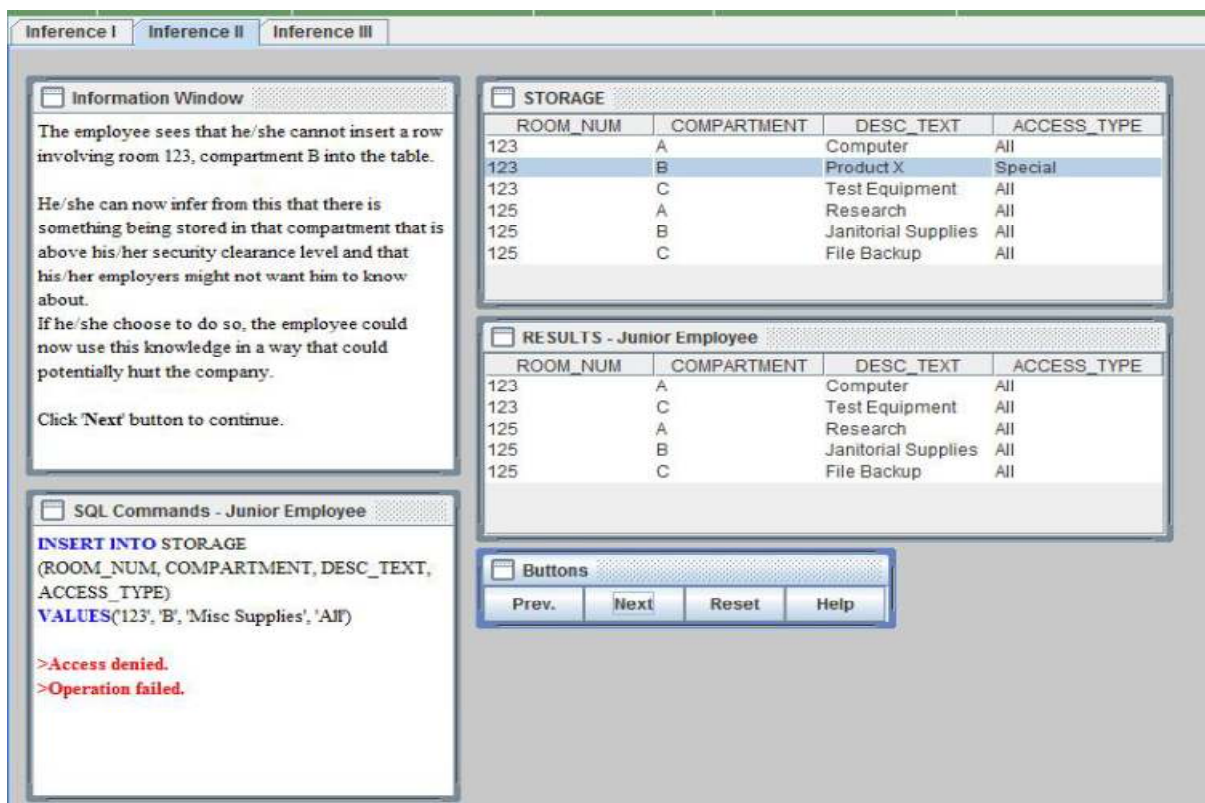 Inference I Inference II Inference III
Information Window
The employee sees that he/she cannot insert a row
involving room 123, compartment B into the table.
He/she can now infer from this that there is
something being stored in that compartment that is
above his/her security clearance level and that
his/her employers might not want him to know
about.
If he/she choose to do so, the employee could
now use this knowledge in a way that could
potentially hurt the company.
Click 'Next' button to continue.
SQL Commands - Junior Employee
INSERT INTO STORAGE
(ROOM_NUM, COMPARTMENT, DESC_TEXT,
ACCESS_TYPE)
VALUES('123', 'B', 'Misc Supplies', 'All')
>Access denied.
>Operation failed.
STORAGE
ROOM_NUM COMPARTMENT DESC_TEXT ACCESS_TYPE
123 A Computer All
123 B Product X Special
123 C Test Equipment All
125 A Research All
125 B Janitorial Supplies All
125 C File Backup All
RESULTS - Junior Employee
ROOM_NUM COMPARTMENT DESC_TEXT ACCESS_TYPE
123 A Computer All
123 C Test Equipment All
125 A Research All
125 B Janitorial Supplies All
125 C File Backup All
Buttons
Prev. Next Reset Help